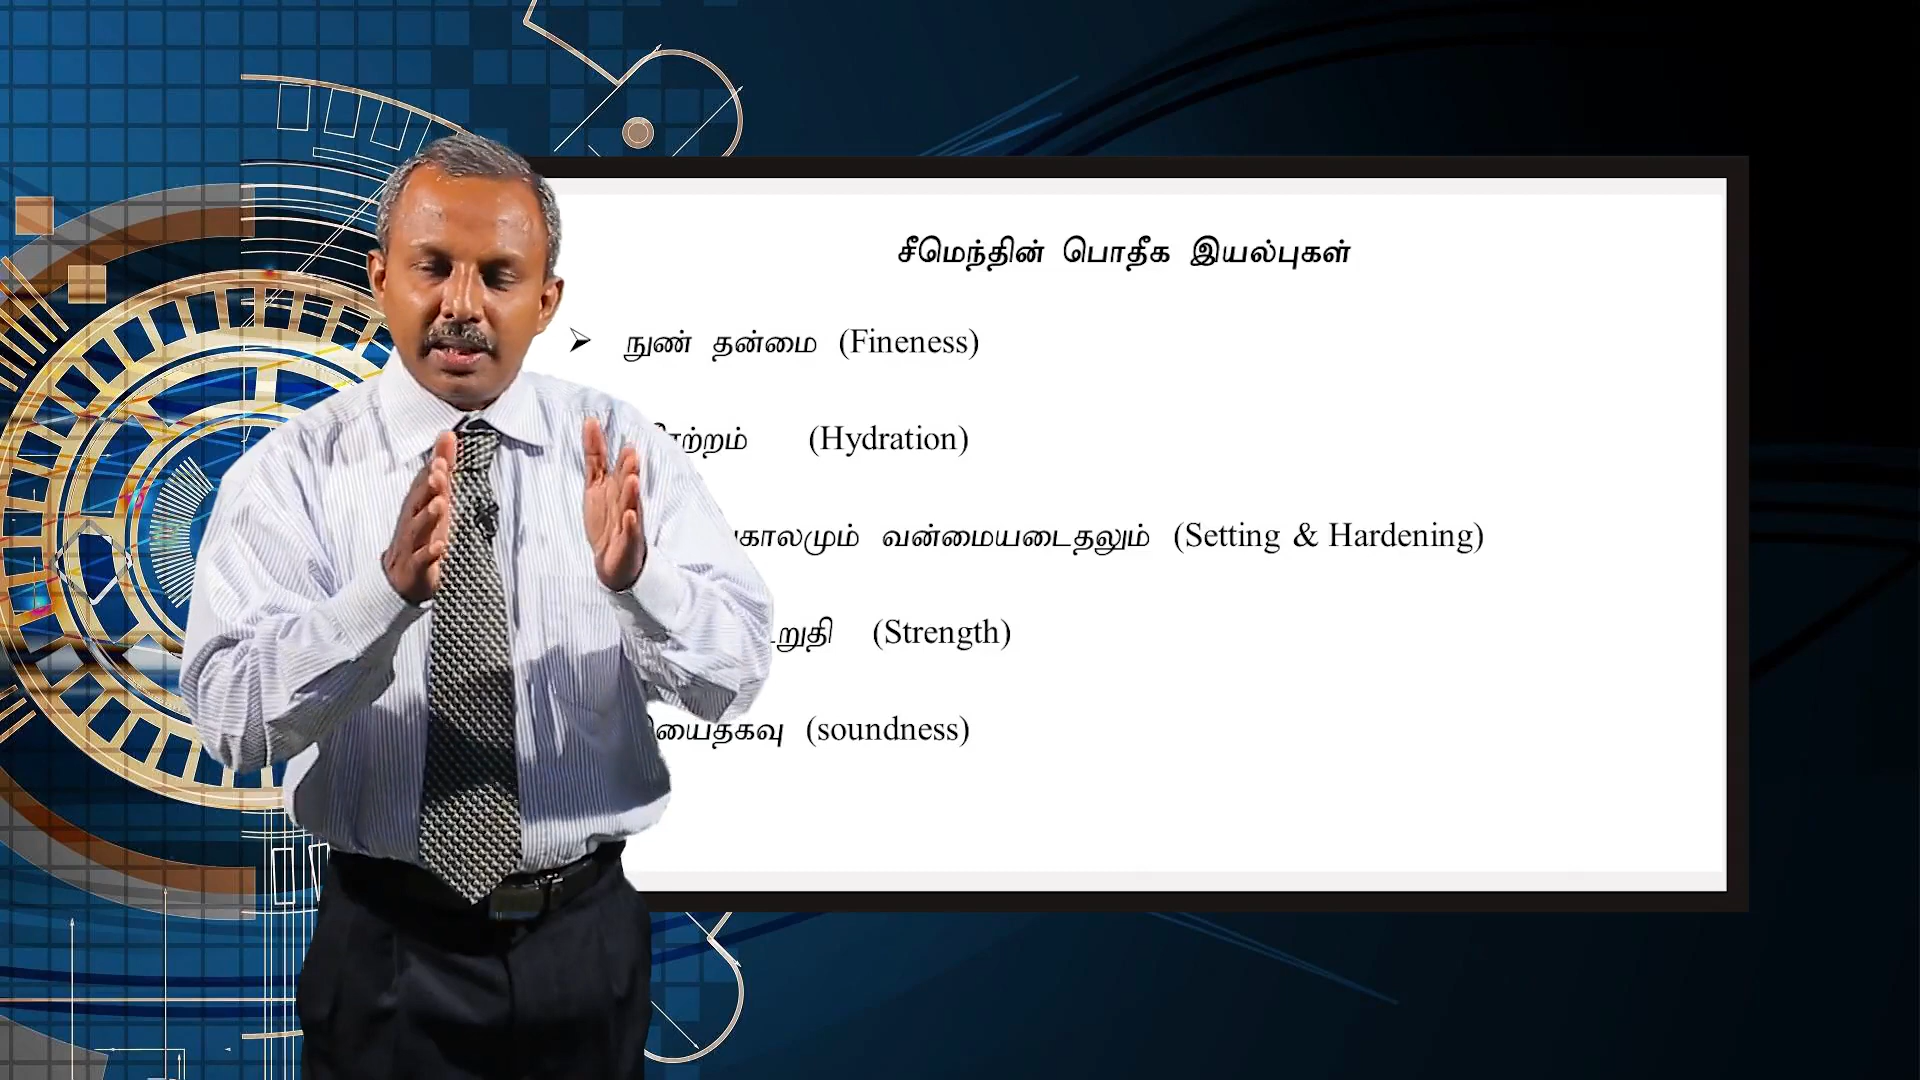 சீமெந்தின் பொதீக இயல்புகள்
➢ நுண் தன்மை (Fineness)
(Hydration)
வன்மையடைதலும் (Setting & Hardening)
(Strength)
(soundness)